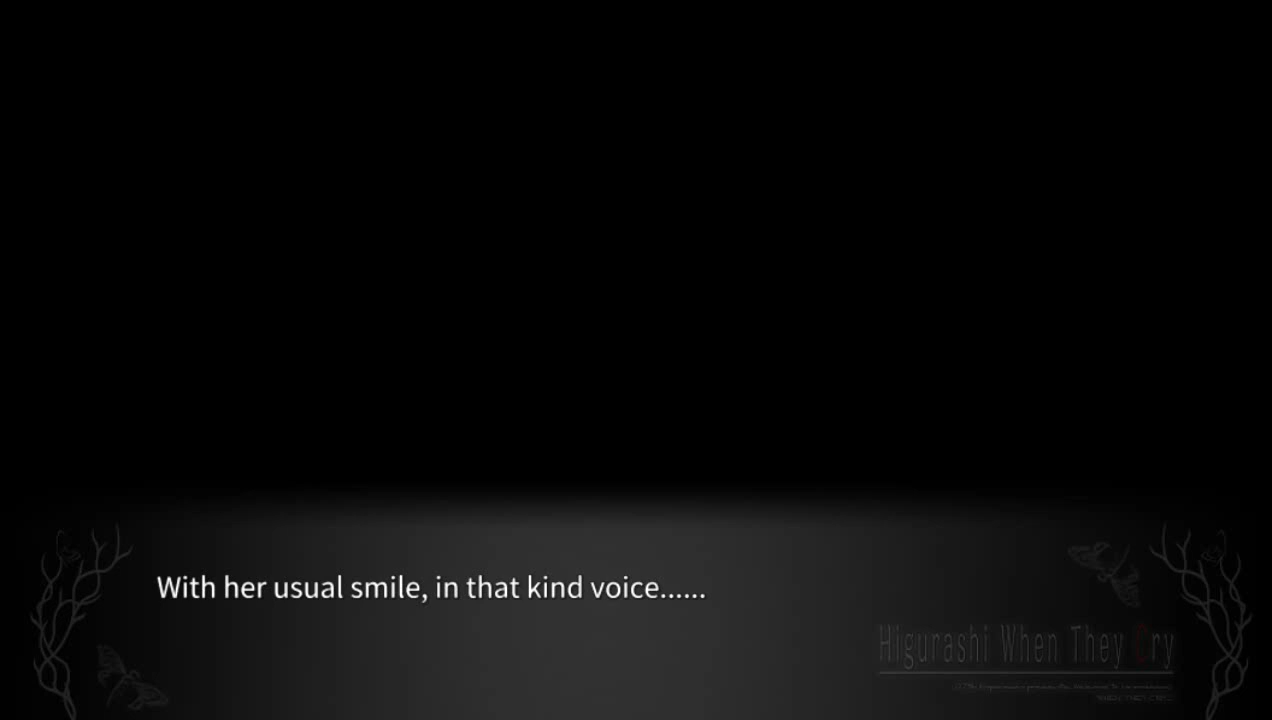 With her usual smile, in that kind voice......
Higurashi When They Cry